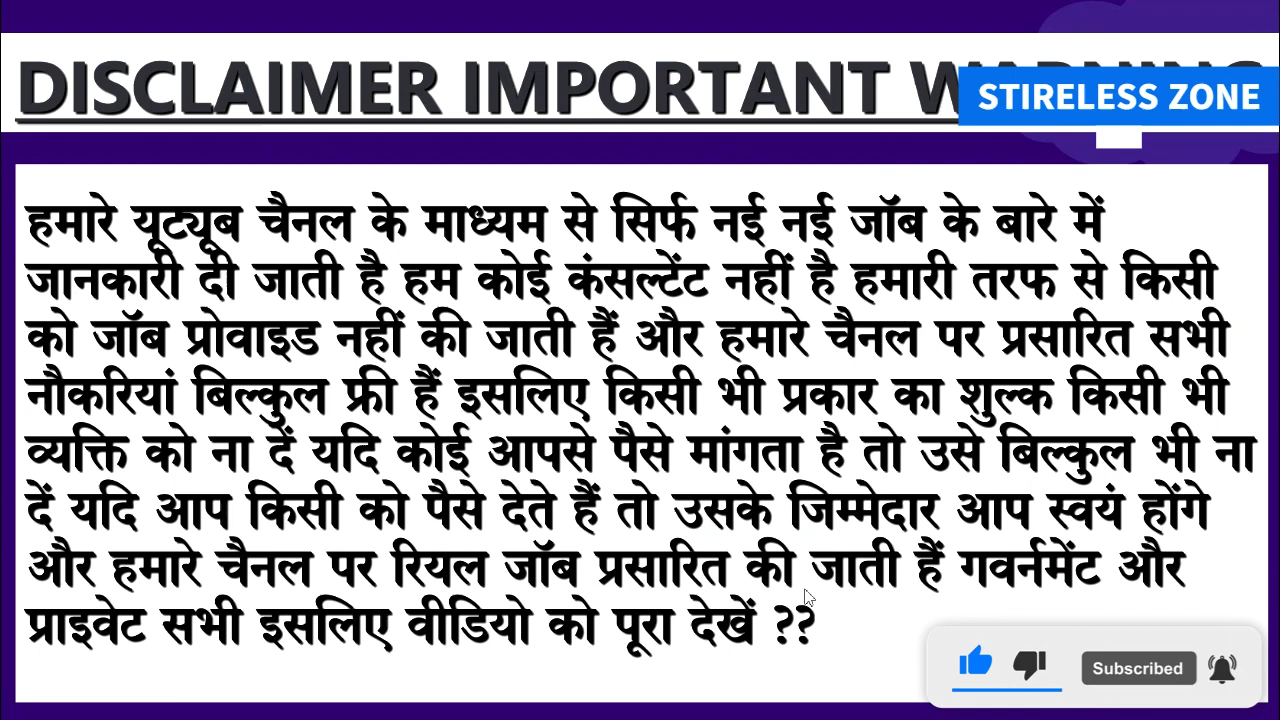 DISCLAIMER IMPORTANT
STIRELESS ZONE
हमारे यूट्यूब चैनल के माध्यम से सिर्फ नई नई जॉब के बारे में
जानकारी दी जाती है हम कोई कंसल्टेंट नहीं है हमारी तरफ से किसी
को जॉब प्रोवाइड नहीं की जाती हैं और हमारे चैनल पर प्रसारित सभी
नौकरियां बिल्कुल फ्री हैं इसलिए किसी भी प्रकार का शुल्क किसी भी
व्यक्ति को ना दें यदि कोई आपसे पैसे मांगता है तो उसे बिल्कुल भी ना
दें यदि आप किसी को पैसे देते हैं तो उसके जिम्मेदार आप स्वयं होंगे
और हमारे चैनल पर रियल जॉब प्रसारित की जाती हैं गवर्नमेंट और
प्राइवेट सभी इसलिए वीडियो को पूरा देखें ??
Subscribed